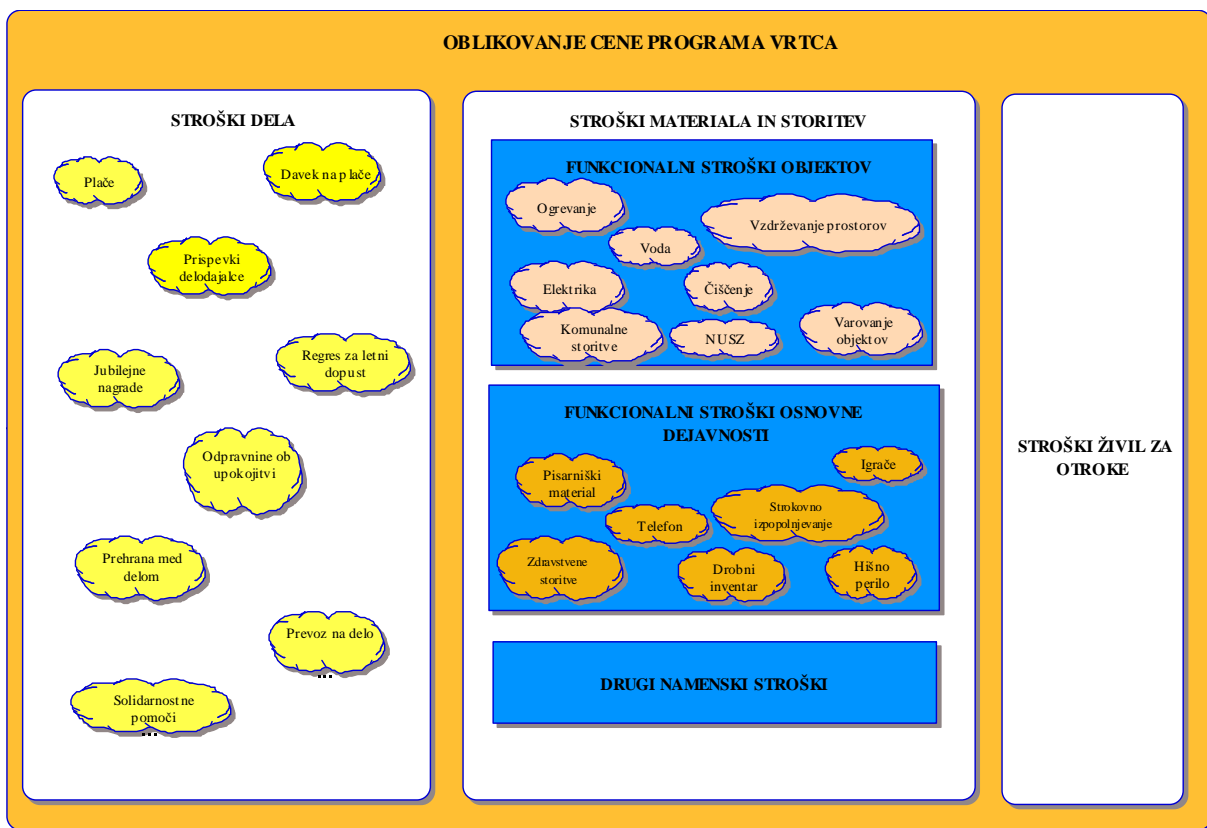 OBLIKOVANJE CENE PROGRAMA VRTCA
STROŠKI DELA
Plače
Davek na plače
Prispevki
delodajalce
Jubilejne
nagrade
Regres za letni
dopust
Odpravnine ob
upokojitvi
Prehrana med
delom
Prevoz na delo
...
Solidarnostne
pomoči
...
STROŠKI MATERIALA IN STORITEV
FUNKCIONALNI STROŠKI OBJEKTOV
Ogrevanje
Vzdrževanje prostorov
Voda
Elektrika
Čiščenje
Komunalne
storitve
NUSZ
Varovanje
objektov
FUNKCIONALNI STROŠKI OSNOVNE
DEJAVNOSTI
Igrače
Pisarniški
material
Telefon
Strokovno
izpopolnjevanje
Zdravstvene
storitve
Drobni
inventar
Hišno
perilo
DRUGI NAMENSKI STROŠKI
STROŠKI ŽIVIL ZA
OTROKE